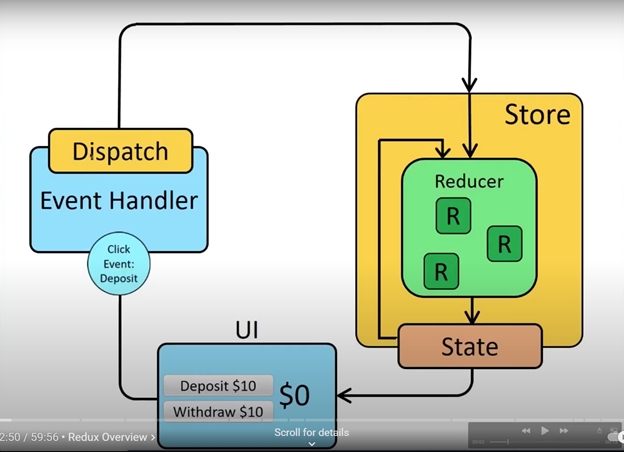 Store
Dispatch
Event Handler
Reducer
R
R
R
Click
Event:
Deposit
UI
State
Deposit $10
$0
Withdraw $10
2:50 / 59:56 • Redux Overview >
Scroll for details